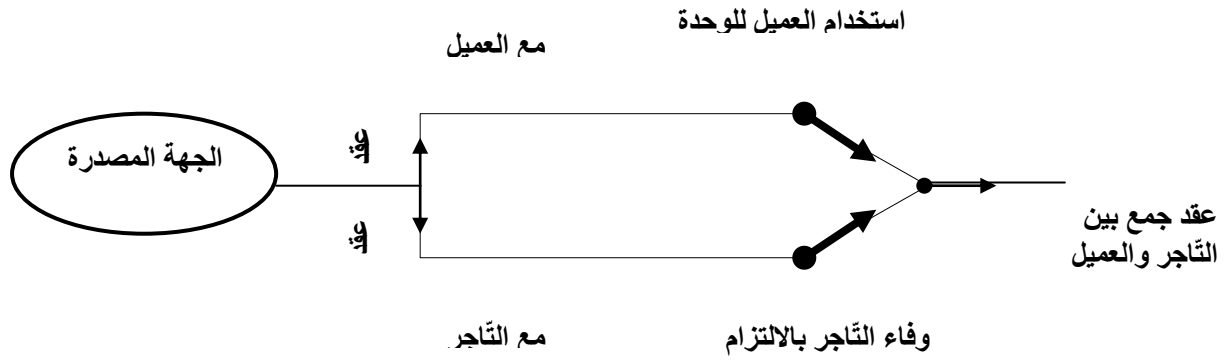 استخدام العميل للوحدة
مع العميل
الجهة المصدرة
عقد
عقد
عقد جمع بين
التّاجر والعميل
مع التّاجر
وفاء التّاجر بالالتزام